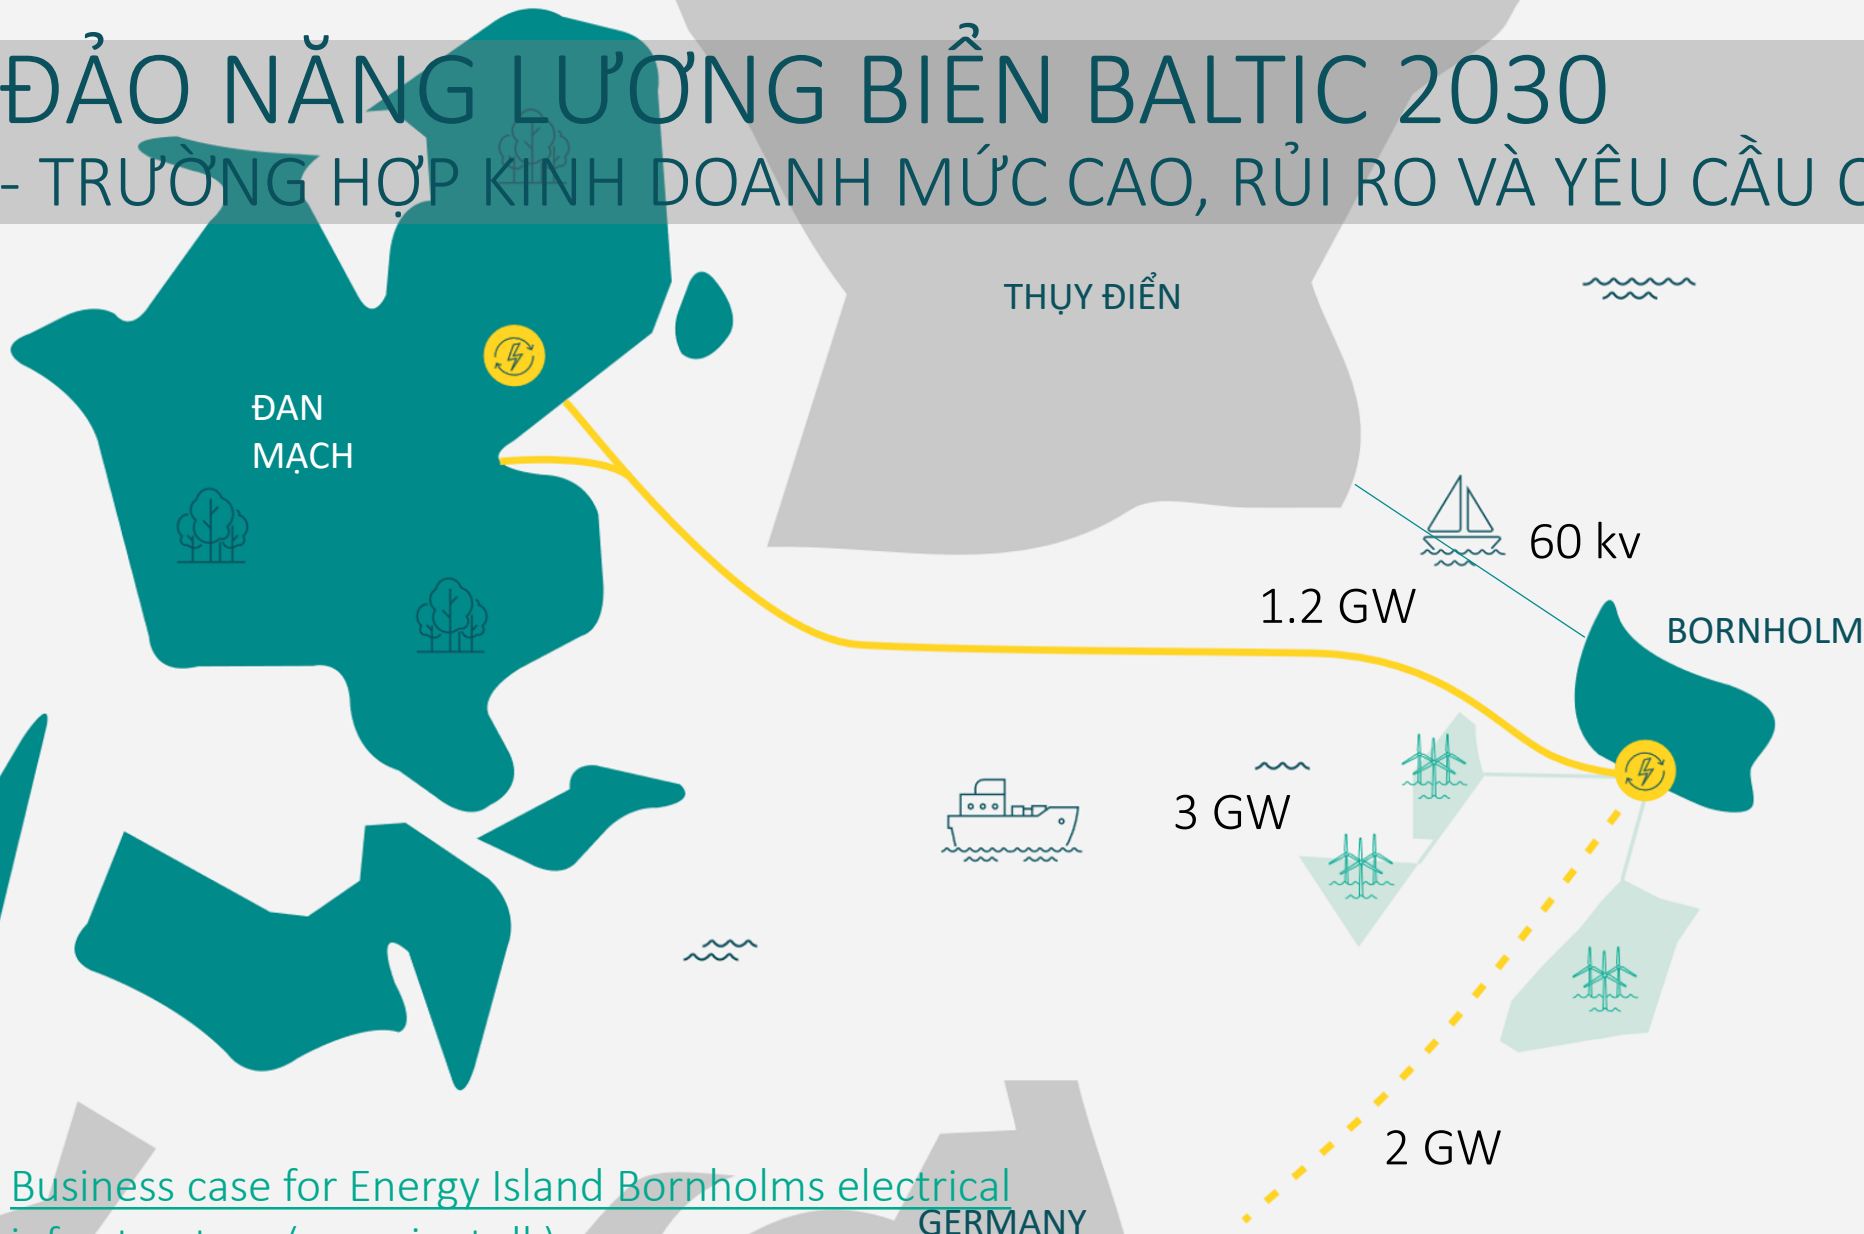 ĐẢO NĂNG LƯƠNG BIỂN BALTIC 2030
- TRƯỜNG HỢP KINH DOANH MỨC CAO, RỦI RO VÀ YÊU CẦU
THỤY ĐIỂN
ĐAN
MẠCH
60 kv
1.2 GW
BORNHOLM
3 GW
2 GW
Business case for Energy Island Bornholms electrical
GERMANY